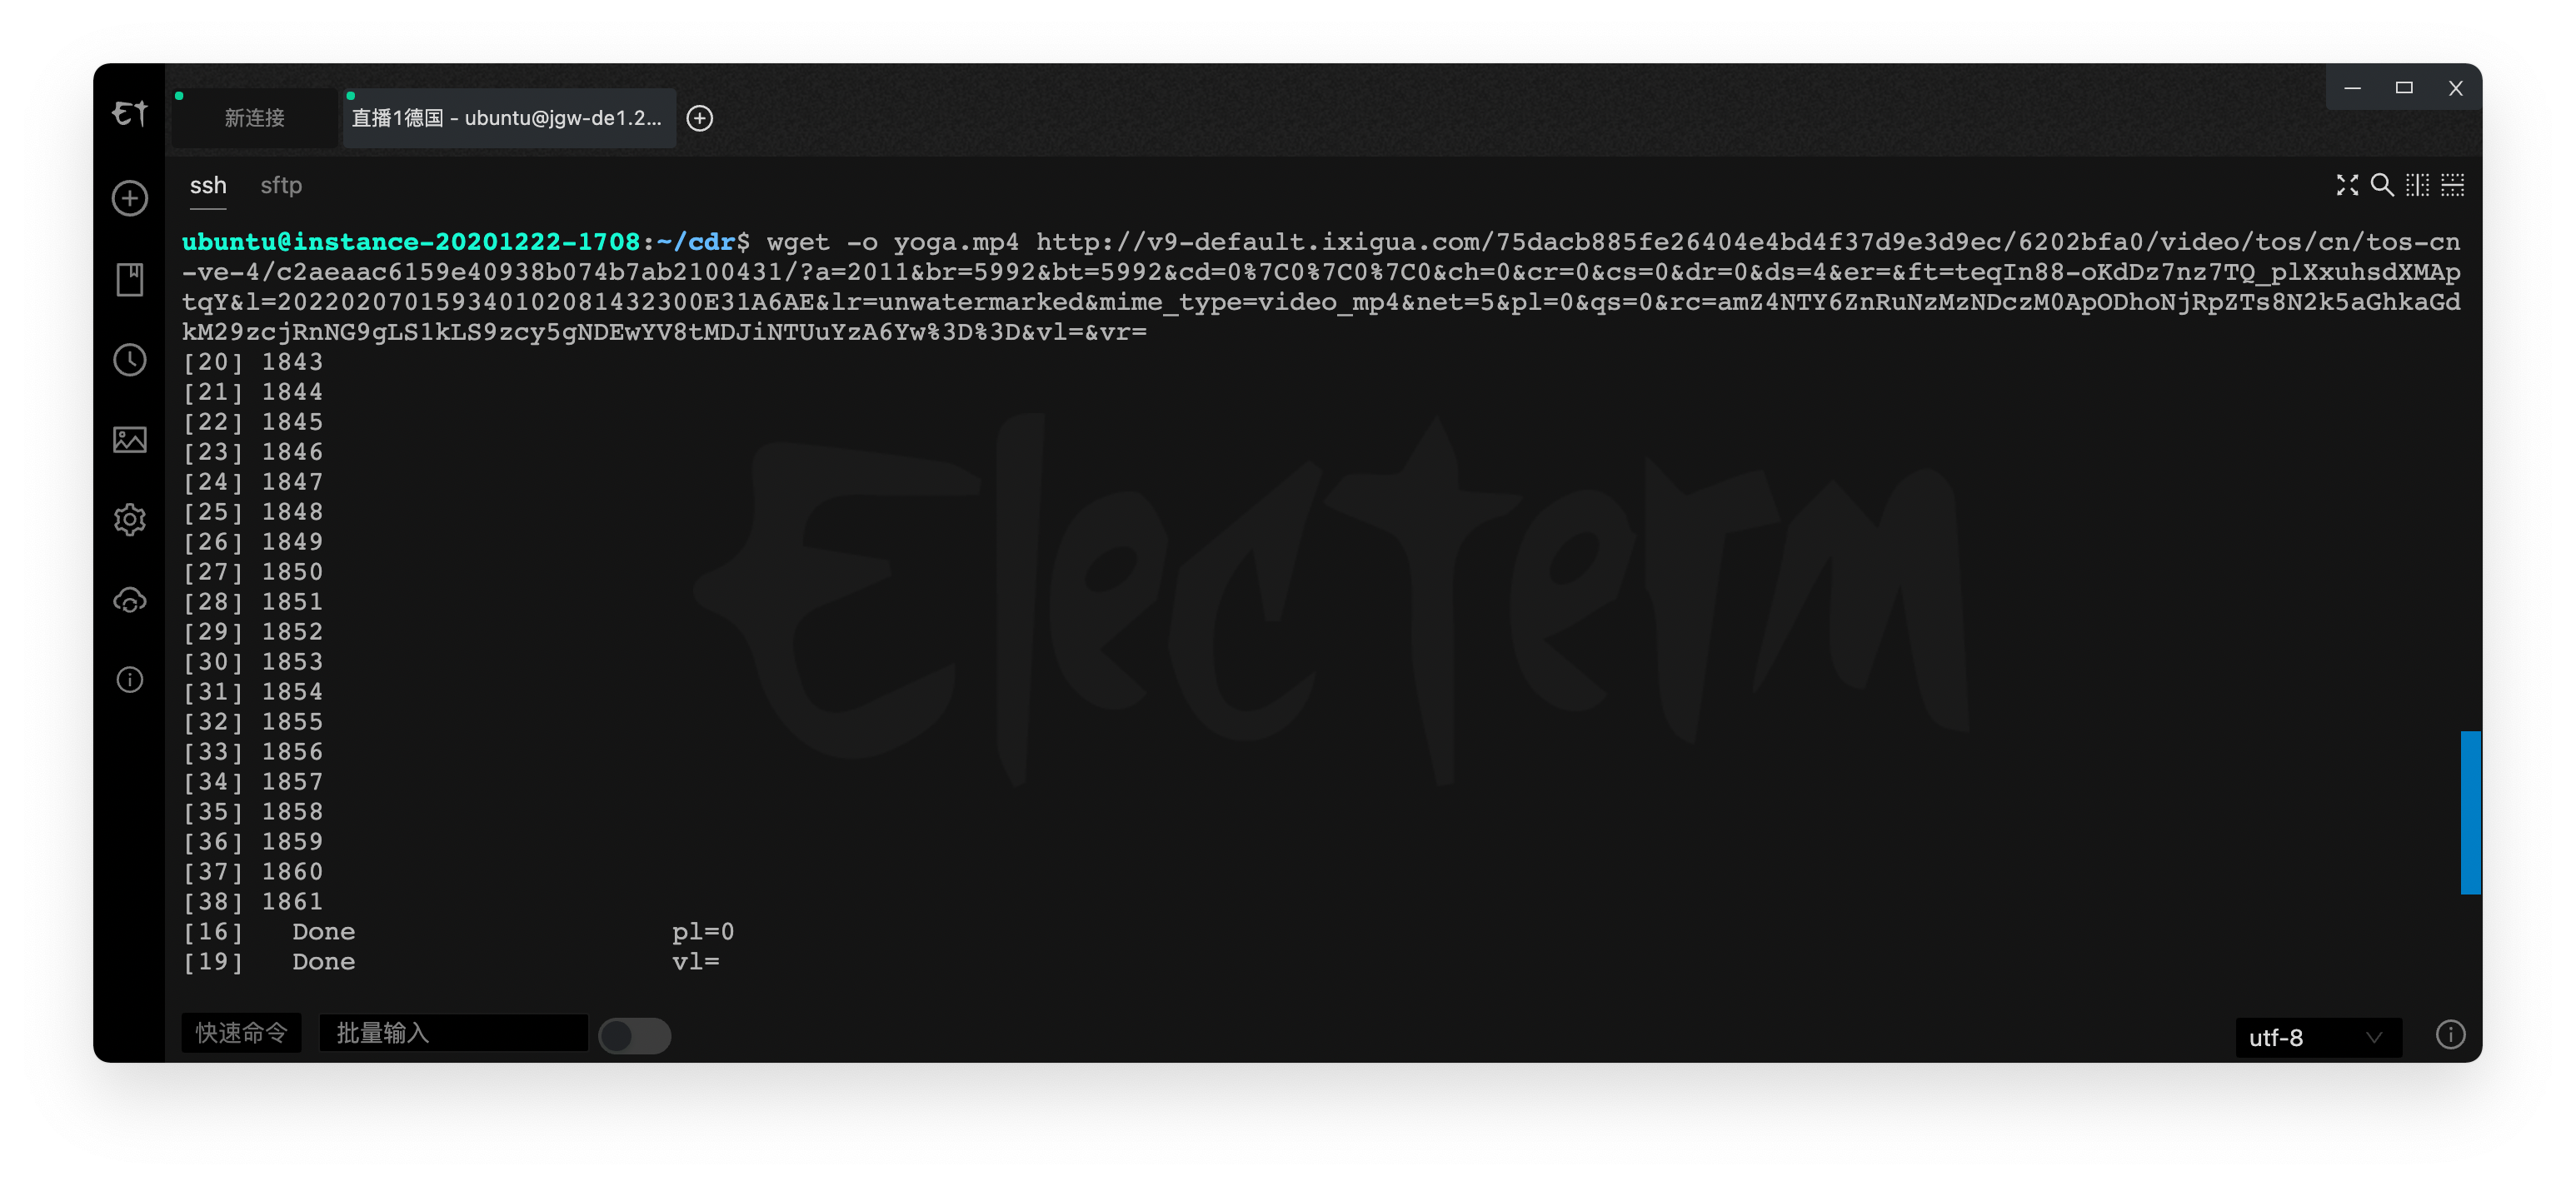 新连接
直播1德国 - ubuntu@jgw-de1.2...
ssh
sftp
ubuntu@instance-20201222-1708:~/cdr$ wget -o yoga.mp4 http://v9-default.ixigua.com/75dacb885fe26404e4bd4f37d9e3d9ec/6202bfa0/video/tos/cn/tos-cn
-ve-4/c2aeaac6159e40938b074b7ab2100431/?a=2011&br=5992&bt=5992&cd=0%7C0%7C0%7C0&ch=0&cr=0&cs=0&dr=0&ds=4&er=&ft=teqIn88-oKdDz7nz7TQ_plXxuhsdXMAp
tqY&l=202202070159340102081432300E31A6AE&lr=unwatermarked&mime_type=video_mp4&net=5&pl=0&qs=0&rc=amZ4NTY6ZnRuNzMzNDczM0ApODhoNjRpZTs8N2k5aGhkaGd
kM29zcjRnNG9gLS1kLS9zcy5gNDEwYV8tMDJiNTUuYzA6Yw%3D%3D&vl=&vr=
[20] 1843
[21] 1844
[22] 1845
[23] 1846
[24] 1847
[25] 1848
[26] 1849
[27] 1850
[28] 1851
[29] 1852
[30] 1853
[31] 1854
[32] 1855
[33] 1856
[34] 1857
[35] 1858
[36] 1859
[37] 1860
[38] 1861
[16]   Done                    pl=0
[19]   Done                    vl=
Electerm
快速命令
批量输入
utf-8